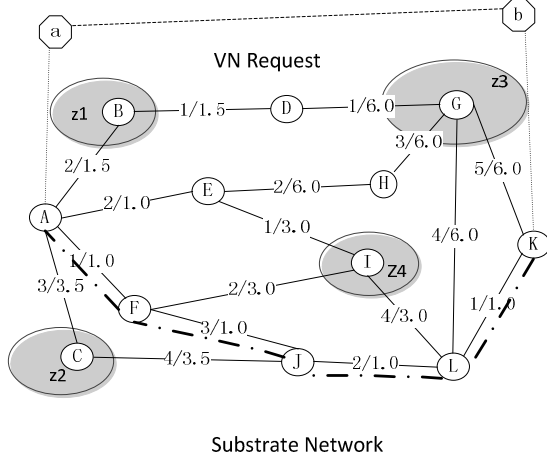 a
b
VN Request
z3
z1
B
1/1.5
D
1/6.0
G
3/6.0
2/1.5
5/6.0
E
2/6.0
H
2/1.0
A
1/3.0
4/6.0
K
1/1.0
I
Z4
3/3.5
2/3.0
F
4/3.0
1/1.0
3/1.0
C
4/3.5
J
2/1.0
L
z2
Substrate Network